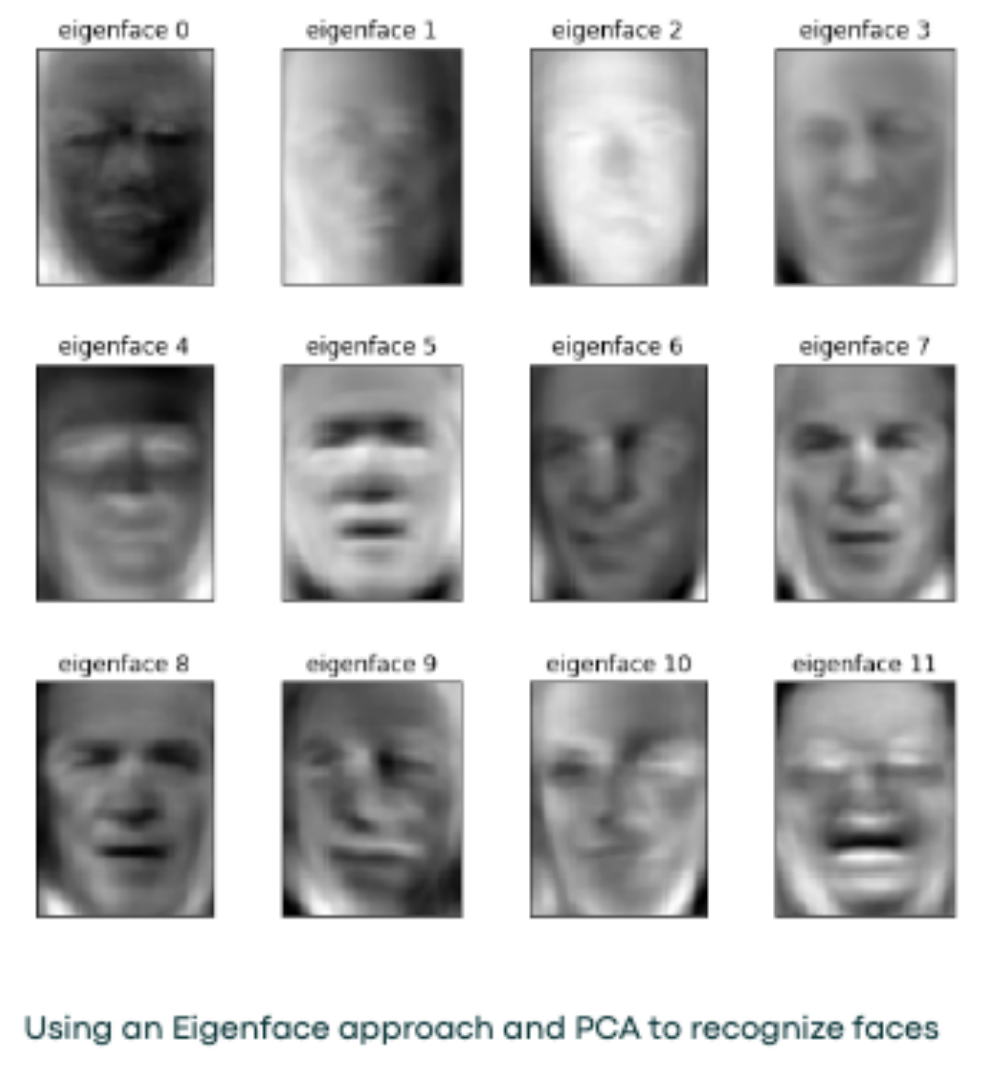 eigenface 0 eigenface 1 eigenface 2 eigenface 3
eigenface 4 eigenface 5 eigenface 6 eigenface 7
eigenface 8 eigenface 9 eigenface 10 eigenface 11
Using an Eigenface approach and PCA to recognize faces